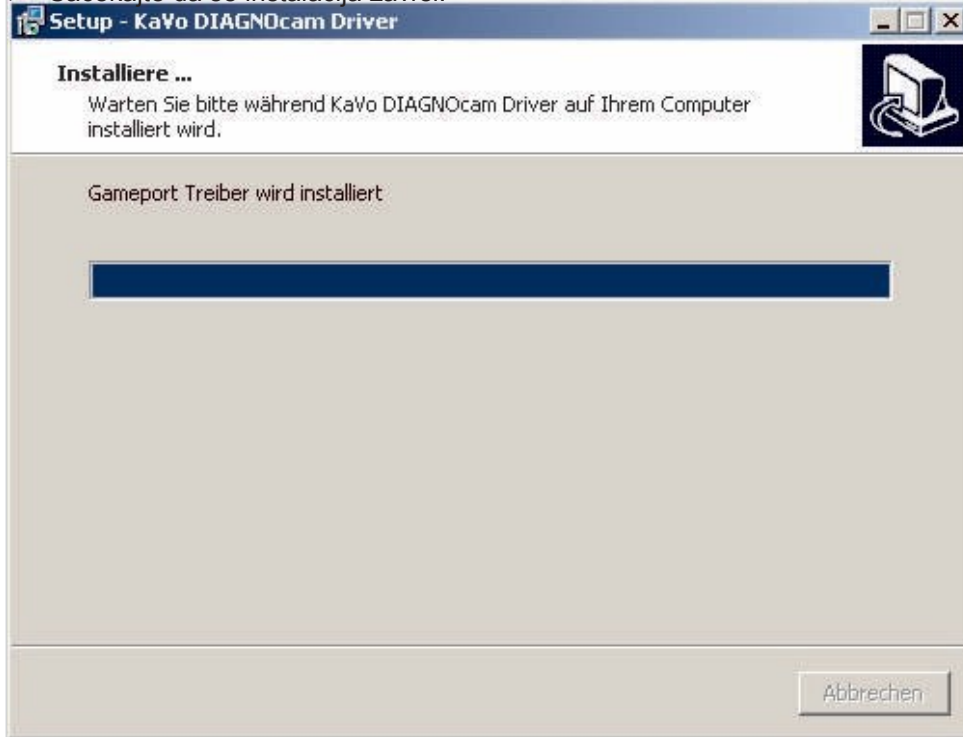 Setup - KaVo DIAGNOcam Driver
Installiere ...
Warten Sie bitte während KaVo DIAGNOcam Driver auf Ihrem Computer
installiert wird.
Gameport Treiber wird installiert
Abbrechen